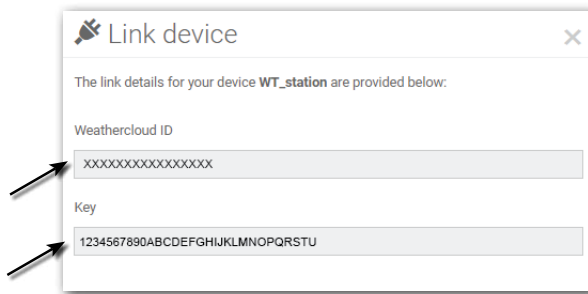 Link device
The link details for your device WT_station are provided below:
Weathercloud ID
XXXXXXXXXXXXXXXX
Key
1234567890ABCDEFGHIJKLMNOPQRSTU